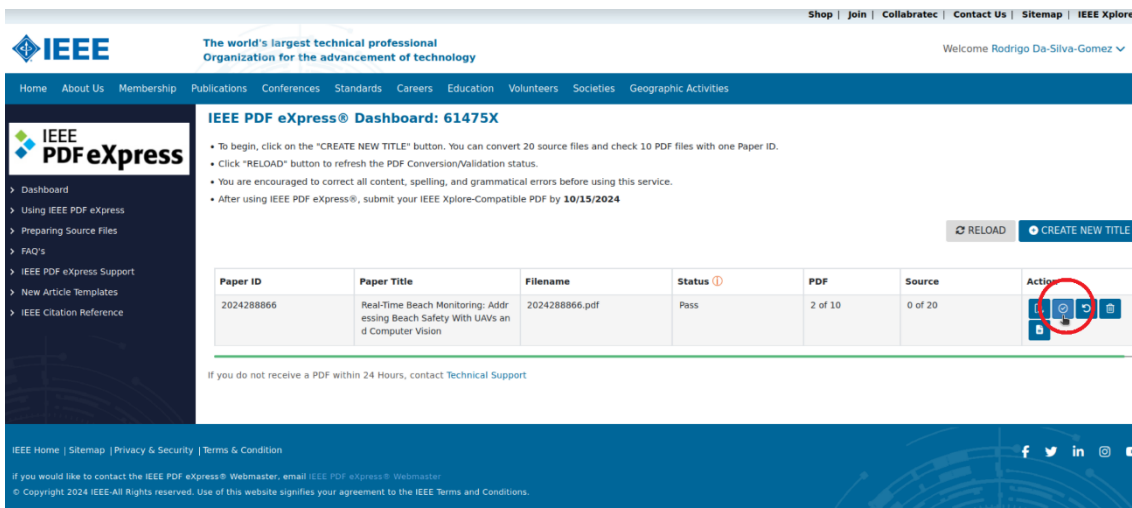 Shop | Join | Collabratec | Contact Us | Sitemap | IEEE Xplore
IEEE
The world's largest technical professional
Organization for the advancement of technology
Welcome Rodrigo Da-Silva-Gomez
Home About Us Membership Publications Conferences Standards Careers Education Volunteers Societies Geographic Activities
IEEE
PDF eXpress
> Dashboard
> Using IEEE PDF eXpress
> Preparing Source Files
> FAQ's
> IEEE PDF eXpress Support
> New Article Templates
> IEEE Citation Reference
IEEE PDF eXpress® Dashboard: 61475X
• To begin, click on the "CREATE NEW TITLE" button. You can convert 20 source files and check 10 PDF files with one Paper ID.
• Click "RELOAD" button to refresh the PDF Conversion/Validation status.
• You are encouraged to correct all content, spelling, and grammatical errors before using this service.
• After using IEEE PDF eXpress®, submit your IEEE Xplore-Compatible PDF by 10/15/2024
RELOAD CREATE NEW TITLE
Paper ID Paper Title Filename Status PDF Source Action
2024288866 Real-Time Beach Monitoring: Addr 2024288866.pdf Pass 2 of 10 0 of 20
essing Beach Safety With UAVs an
d Computer Vision
If you do not receive a PDF within 24 Hours, contact Technical Support
IEEE Home | Sitemap | Privacy & Security | Terms & Condition
if you would like to contact the IEEE PDF eXpress® Webmaster, email IEEE PDF eXpress® Webmaster
© Copyright 2024 IEEE-All Rights reserved. Use of this website signifies your agreement to the IEEE Terms and Conditions.